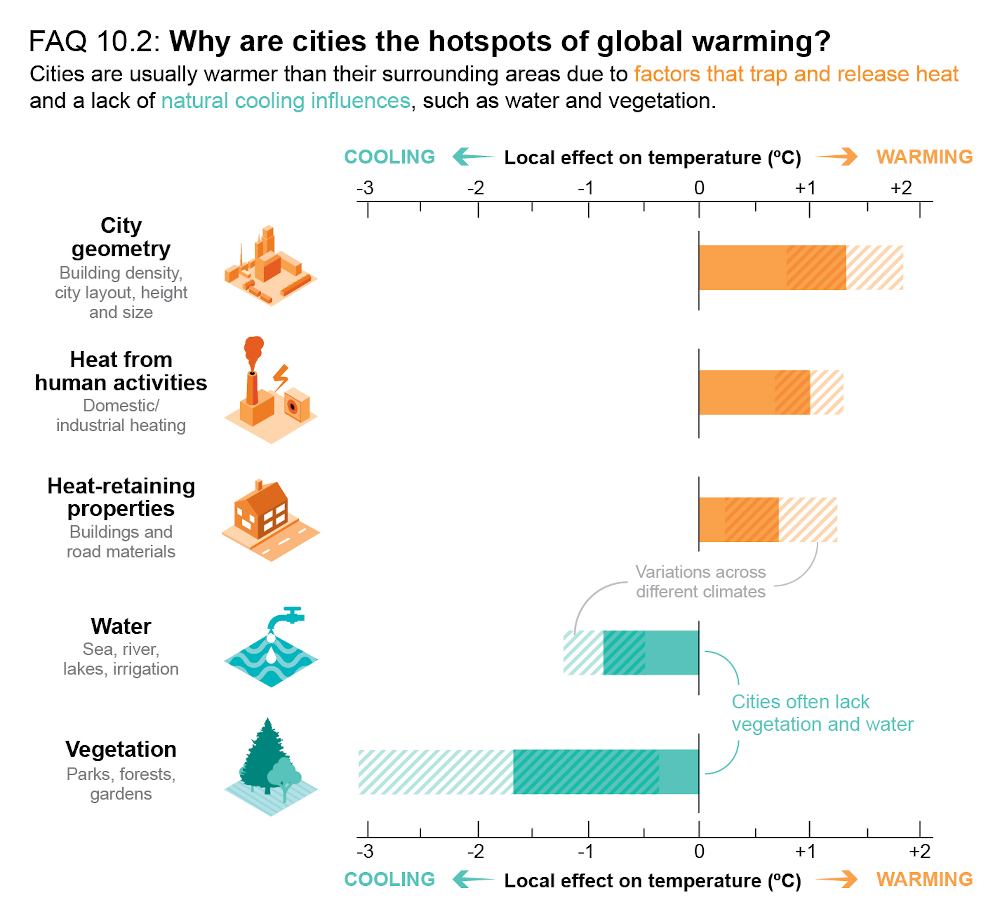 FAQ 10.2: Why are cities the hotspots of global warming?
Cities are usually warmer than their surrounding areas due to factors that trap and release heat
and a lack of natural cooling influences, such as water and vegetation.
COOLING Local effect on temperature (ºC) WARMING
-3 -2 -1 0 +1 +2
City
geometry
Building density,
city layout, height
and size
Heat from
human activities
Domestic/
industrial heating
Heat-retaining
properties
Buildings and
road materials
Variations across
different climates
Water
Sea, river,
lakes, irrigation
Cities often lack
vegetation and water
Vegetation
Parks, forests,
gardens
-3 -2 -1 0 +1 +2
COOLING Local effect on temperature (ºC) WARMING